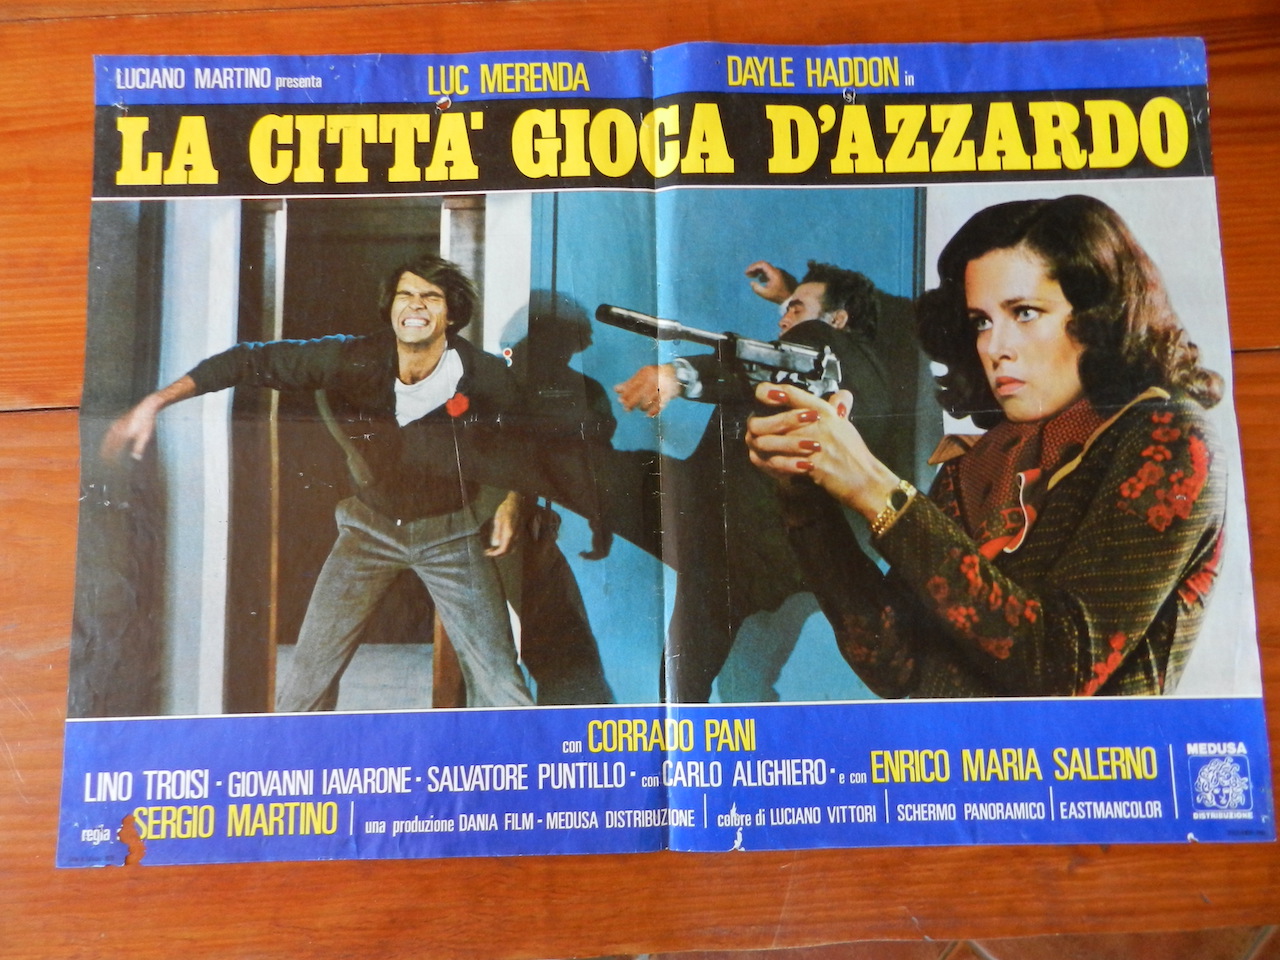 LUCIANO MARTINO presenta LUC MERENDA DAYLE HADDON in
LA CITTA' GIOCA D'AZZARDO
con CORRADO PANI
LINO TROISI · GIOVANNI IAVARONE · SALVATORE PUNTILLO · con CARLO ALIGHIERO · e con ENRICO MARIA SALERNO
regia SERGIO MARTINO | una produzione DANIA FILM - MEDUSA DISTRIBUZIONE | colore di LUCIANO VITTORI | SCHERMO PANORAMICO | EASTMANCOLOR
MEDUSA
DISTRIBUZIONE